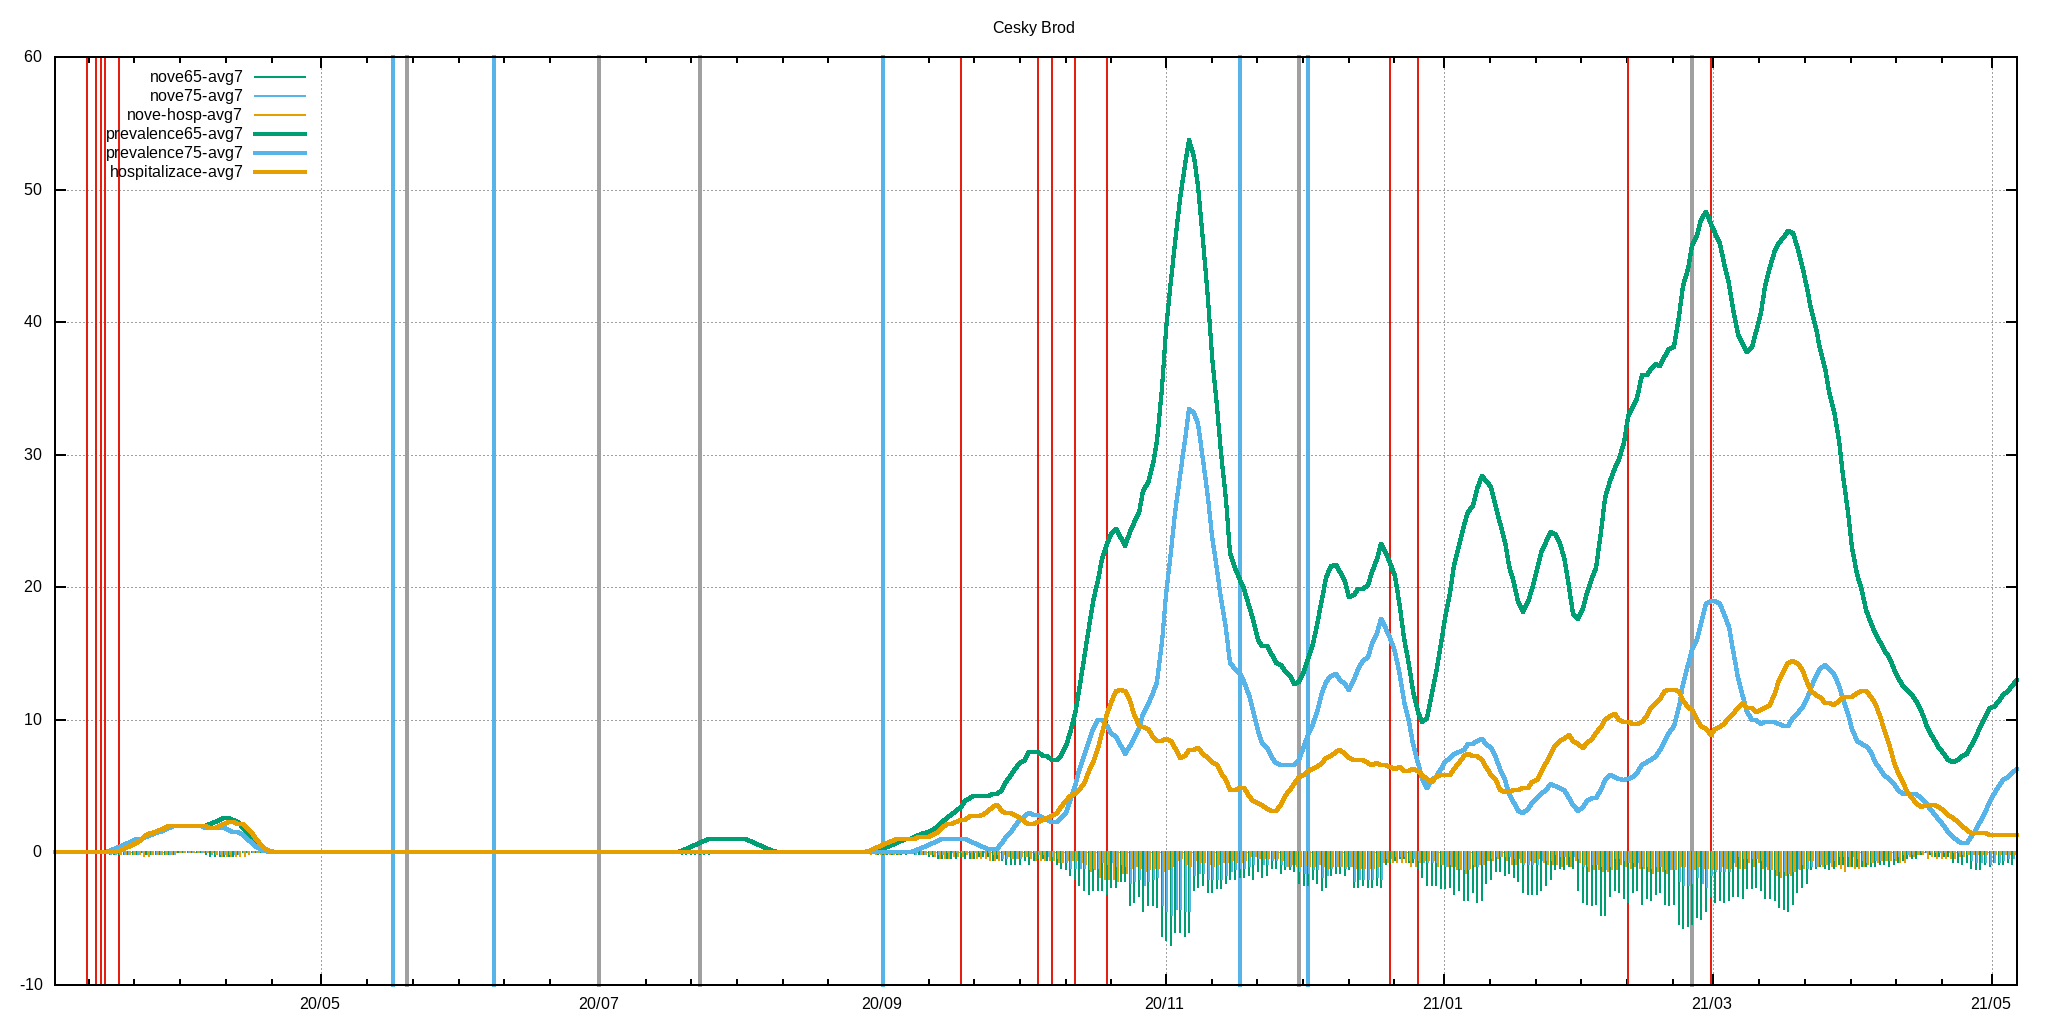 Cesky Brod
60
50
40
30
20
10
0
-10
nove65-avg7
nove75-avg7
nove-hosp-avg7
prevalence65-avg7
prevalence75-avg7
hospitalizace-avg7
20/05 20/07 20/09 20/11 21/01 21/03 21/05